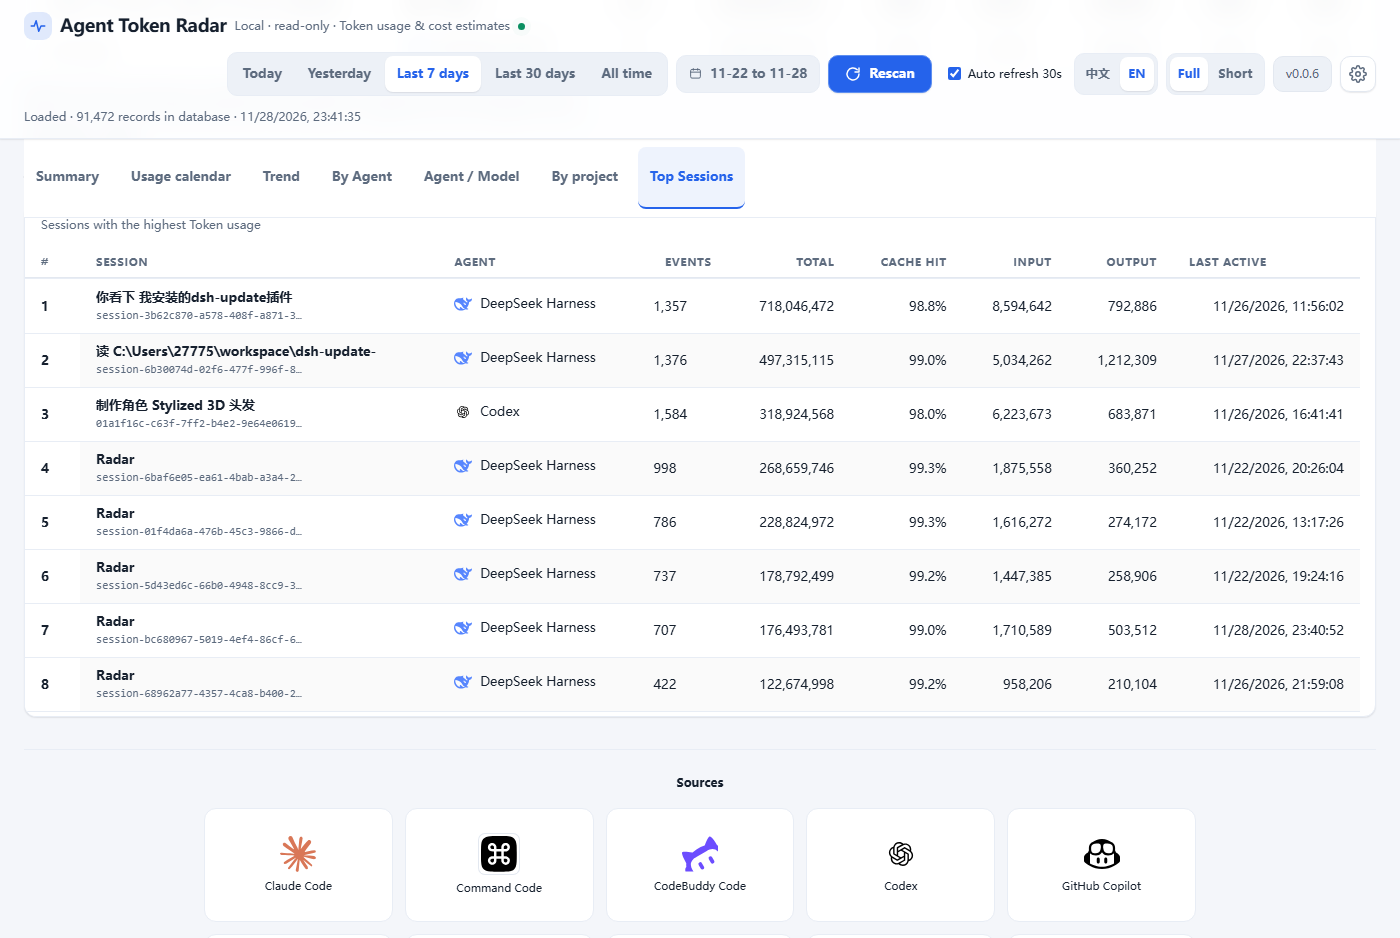 Agent Token Radar Local · read-only · Token usage & cost estimates
Today Yesterday Last 7 days Last 30 days All time 11-22 to 11-28 Rescan Auto refresh 30s 中文 EN Full Short v0.0.6
Loaded · 91,472 records in database · 11/28/2026, 23:41:35
Summary Usage calendar Trend By Agent Agent / Model By project Top Sessions
Sessions with the highest Token usage
# SESSION AGENT EVENTS TOTAL CACHE HIT INPUT OUTPUT LAST ACTIVE
1 你看下 我安装的dsh-update插件 DeepSeek Harness 1,357 718,046,472 98.8% 8,594,642 792,886 11/26/2026, 11:56:02
session-3b62c870-a578-408f-a871-3…
2 读 C:\Users\27775\workspace\dsh-update- DeepSeek Harness 1,376 497,315,115 99.0% 5,034,262 1,212,309 11/27/2026, 22:37:43
session-6b30074d-02f6-477f-996f-8…
3 制作角色 Stylized 3D 头发 Codex 1,584 318,924,568 98.0% 6,223,673 683,871 11/26/2026, 16:41:41
01a1f16c-c63f-7ff2-b4e2-9e64e0619…
4 Radar DeepSeek Harness 998 268,659,746 99.3% 1,875,558 360,252 11/22/2026, 20:26:04
session-6baf6e05-ea61-4bab-a3a4-2…
5 Radar DeepSeek Harness 786 228,824,972 99.3% 1,616,272 274,172 11/22/2026, 13:17:26
session-01f4da6a-476b-45c3-9866-d…
6 Radar DeepSeek Harness 737 178,792,499 99.2% 1,447,385 258,906 11/22/2026, 19:24:16
session-5d43ed6c-66b0-4948-8cc9-3…
7 Radar DeepSeek Harness 707 176,493,781 99.0% 1,710,589 503,512 11/28/2026, 23:40:52
session-bc680967-5019-4ef4-86cf-6…
8 Radar DeepSeek Harness 422 122,674,998 99.2% 958,206 210,104 11/26/2026, 21:59:08
session-68962a77-4357-4ca8-b400-2…
Sources
Claude Code Command Code CodeBuddy Code Codex GitHub Copilot